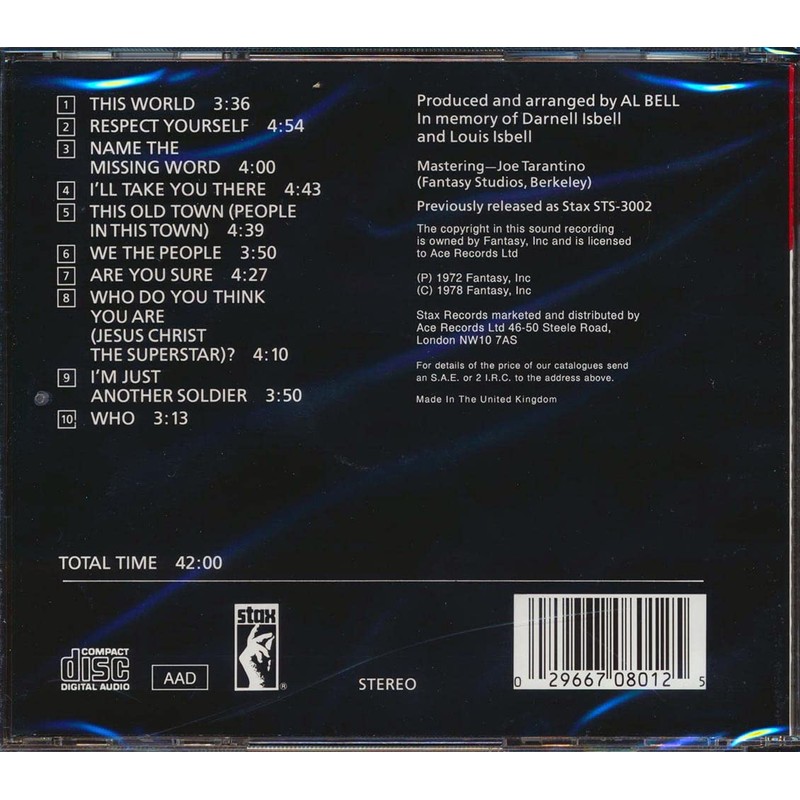 1 THIS WORLD 3:36
2 RESPECT YOURSELF 4:54
3 NAME THE
MISSING WORD 4:00
4 I'LL TAKE YOU THERE 4:43
5 THIS OLD TOWN (PEOPLE
IN THIS TOWN) 4:39
6 WE THE PEOPLE 3:50
7 ARE YOU SURE 4:27
8 WHO DO YOU THINK
YOU ARE
(JESUS CHRIST
THE SUPERSTAR)? 4:10
9 I'M JUST
ANOTHER SOLDIER 3:50
10 WHO 3:13
TOTAL TIME 42:00
Produced and arranged by AL BELL
In memory of Darnell Isbell
and Louis Isbell
Mastering—Joe Tarantino
(Fantasy Studios, Berkeley)
Previously released as Stax STS-3002
The copyright in this sound recording
is owned by Fantasy, Inc and is licensed
to Ace Records Ltd
(P) 1972 Fantasy, Inc
(C) 1978 Fantasy, Inc
Stax Records marketed and distributed by
Ace Records Ltd 46-50 Steele Road,
London NW10 7AS
For details of the price of our catalogues send
an S.A.E. or 2 I.R.C. to the address above.
Made In The United Kingdom
COMPACT
disc
DIGITAL AUDIO
AAD
stax
®
STEREO
0 29667 08012 5